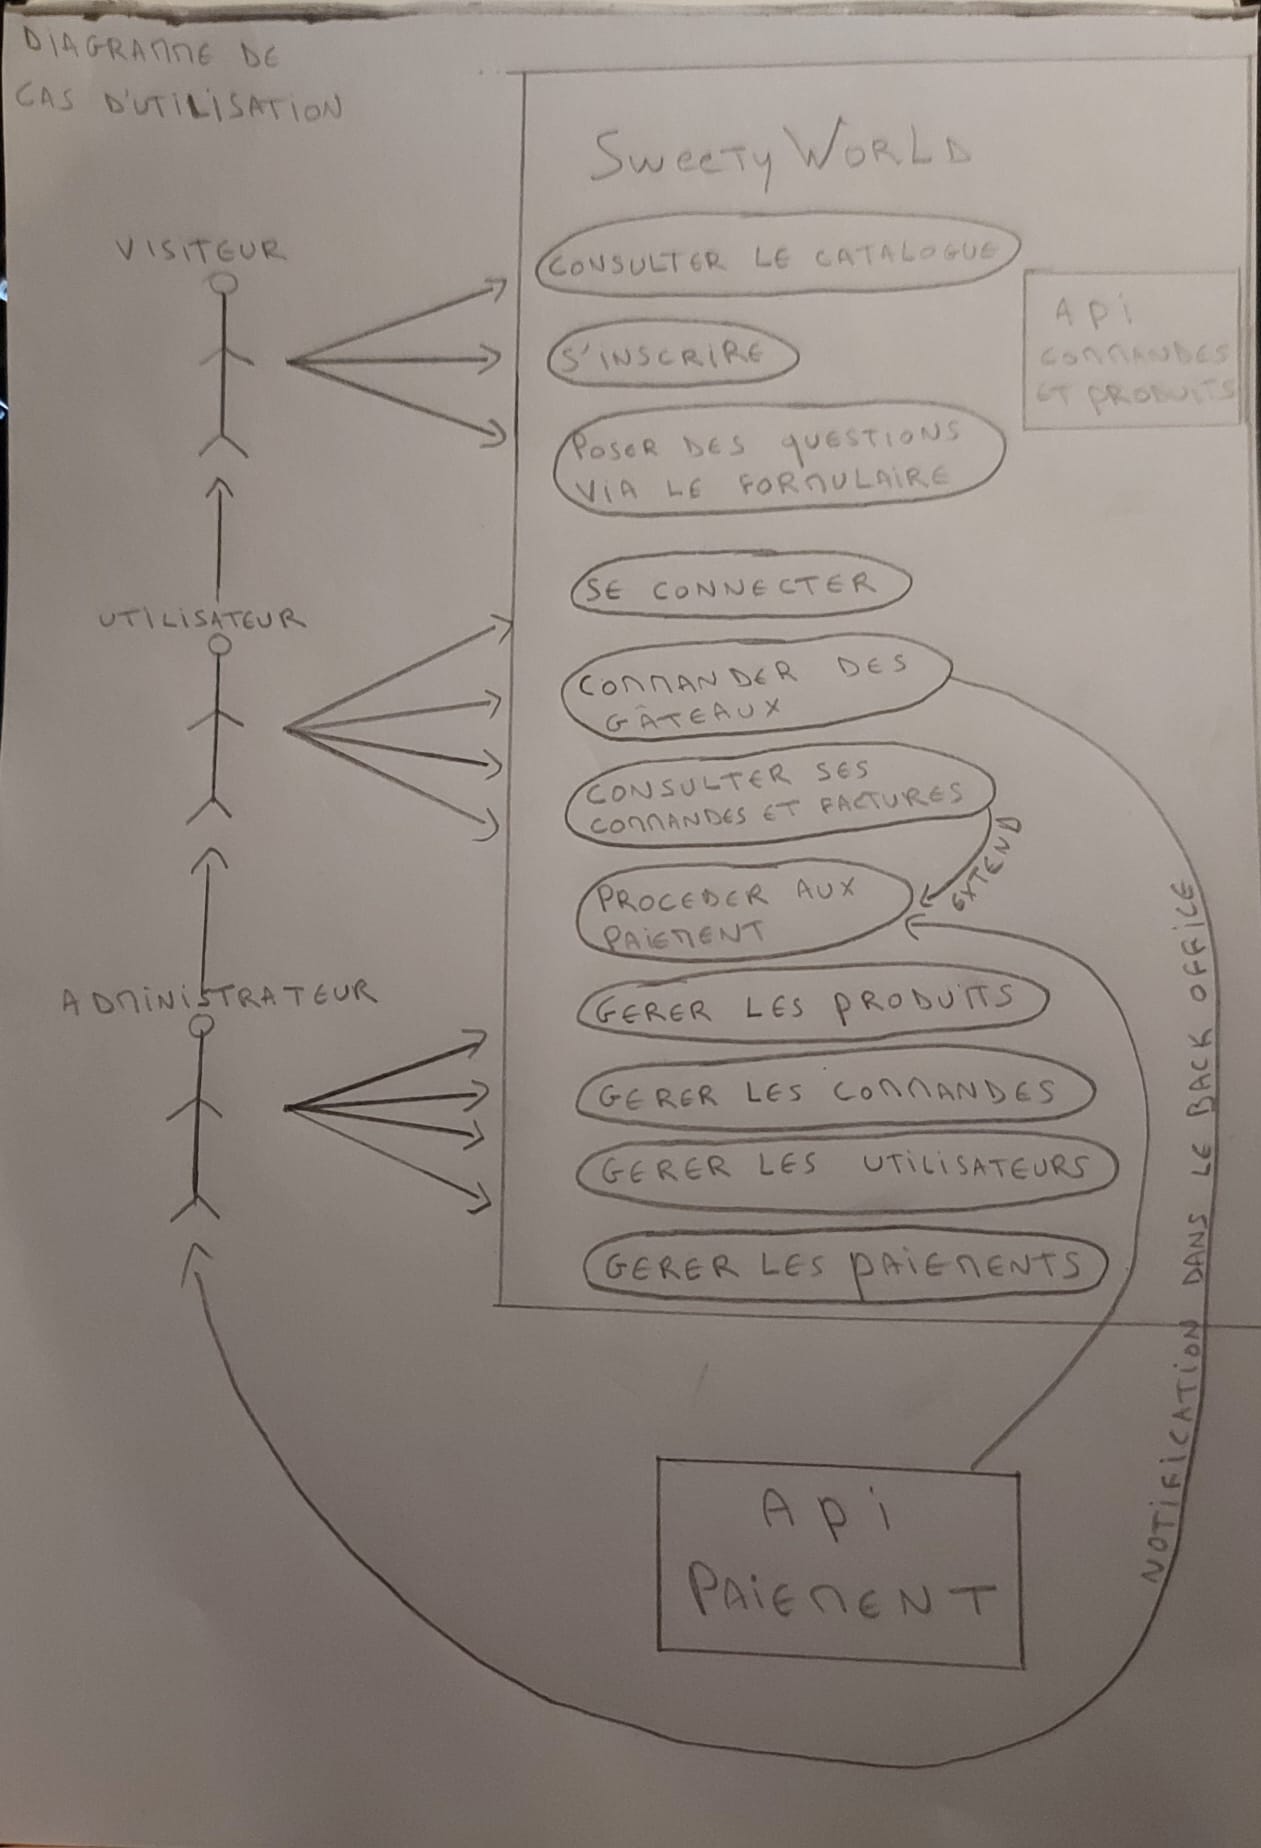 DIAGRAMME DE
CAS D'UTILISATION
SWEETY WORLD
VISITEUR
CONSULTER LE CATALOGUE
S'INSCRIRE
POSER DES QUESTIONS
VIA LE FORMULAIRE
Api
COMMANDES
ET PRODUITS
UTILISATEUR
SE CONNECTER
COMMANDER DES
GÂTEAUX
CONSULTER SES
COMMANDES ET FACTURES
EXTEND
PROCEDER AUX
PAIEMENT
ADMINISTRATEUR
GERER LES PRODUITS
GERER LES COMMANDES
GERER LES UTILISATEURS
GERER LES PAIEMENTS
NOTIFICATION DANS LE BACK OFFICE
Api
PAIEMENT